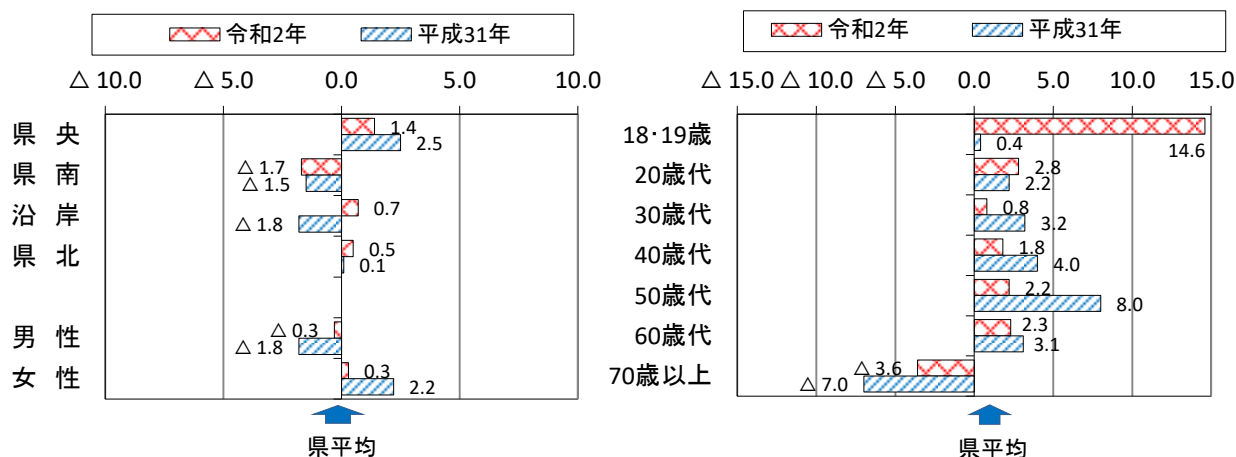 令和2年 平成31年
△ 10.0 △ 5.0 0.0 5.0 10.0
県 央 1.4
2.5
県 南 △ 1.7
△ 1.5
沿 岸 0.7
△ 1.8
県 北 0.5
0.1
男 性 △ 0.3
△ 1.8
女 性 0.3
2.2
県平均
令和2年 平成31年
△ 15.0 △ 10.0 △ 5.0 0.0 5.0 10.0 15.0
18･19歳 14.6
0.4
20歳代 2.8
2.2
30歳代 0.8
3.2
40歳代 1.8
4.0
50歳代 2.2
8.0
60歳代 2.3
3.1
70歳以上 △ 3.6
△ 7.0
県平均